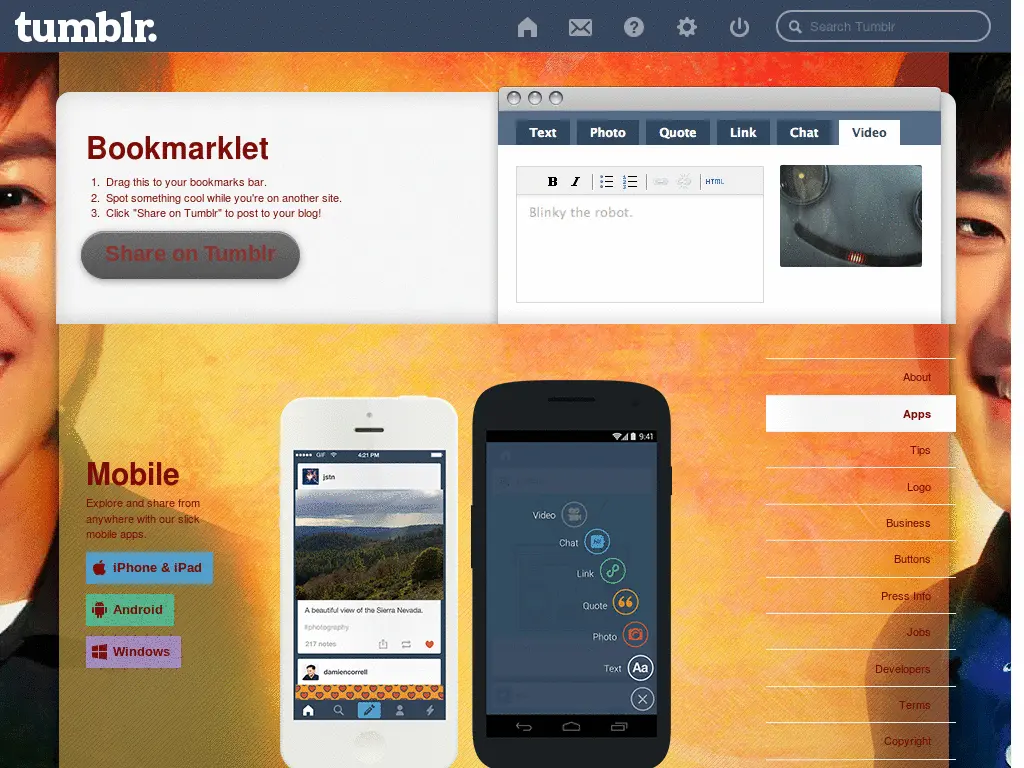 tumblr.
Search Tumblr
Text Photo Quote Link Chat Video
Bookmarklet
1. Drag this to your bookmarks bar.
2. Spot something cool while you're on another site.
3. Click "Share on Tumblr" to post to your blog!
Share on Tumblr
B I HTML
Blinky the robot.
About
Apps
Tips
Logo
Business
Buttons
Press Info
Jobs
Developers
Terms
Copyright
Mobile
Explore and share from
anywhere with our slick
mobile apps.
iPhone & iPad
Android
Windows
GIF 4:21 PM
jstn
A beautiful view of the Sierra Nevada.
#photography
217 notes
damiencorrell
9:41
Video
Chat
Link
Quote
Photo
Text Aa